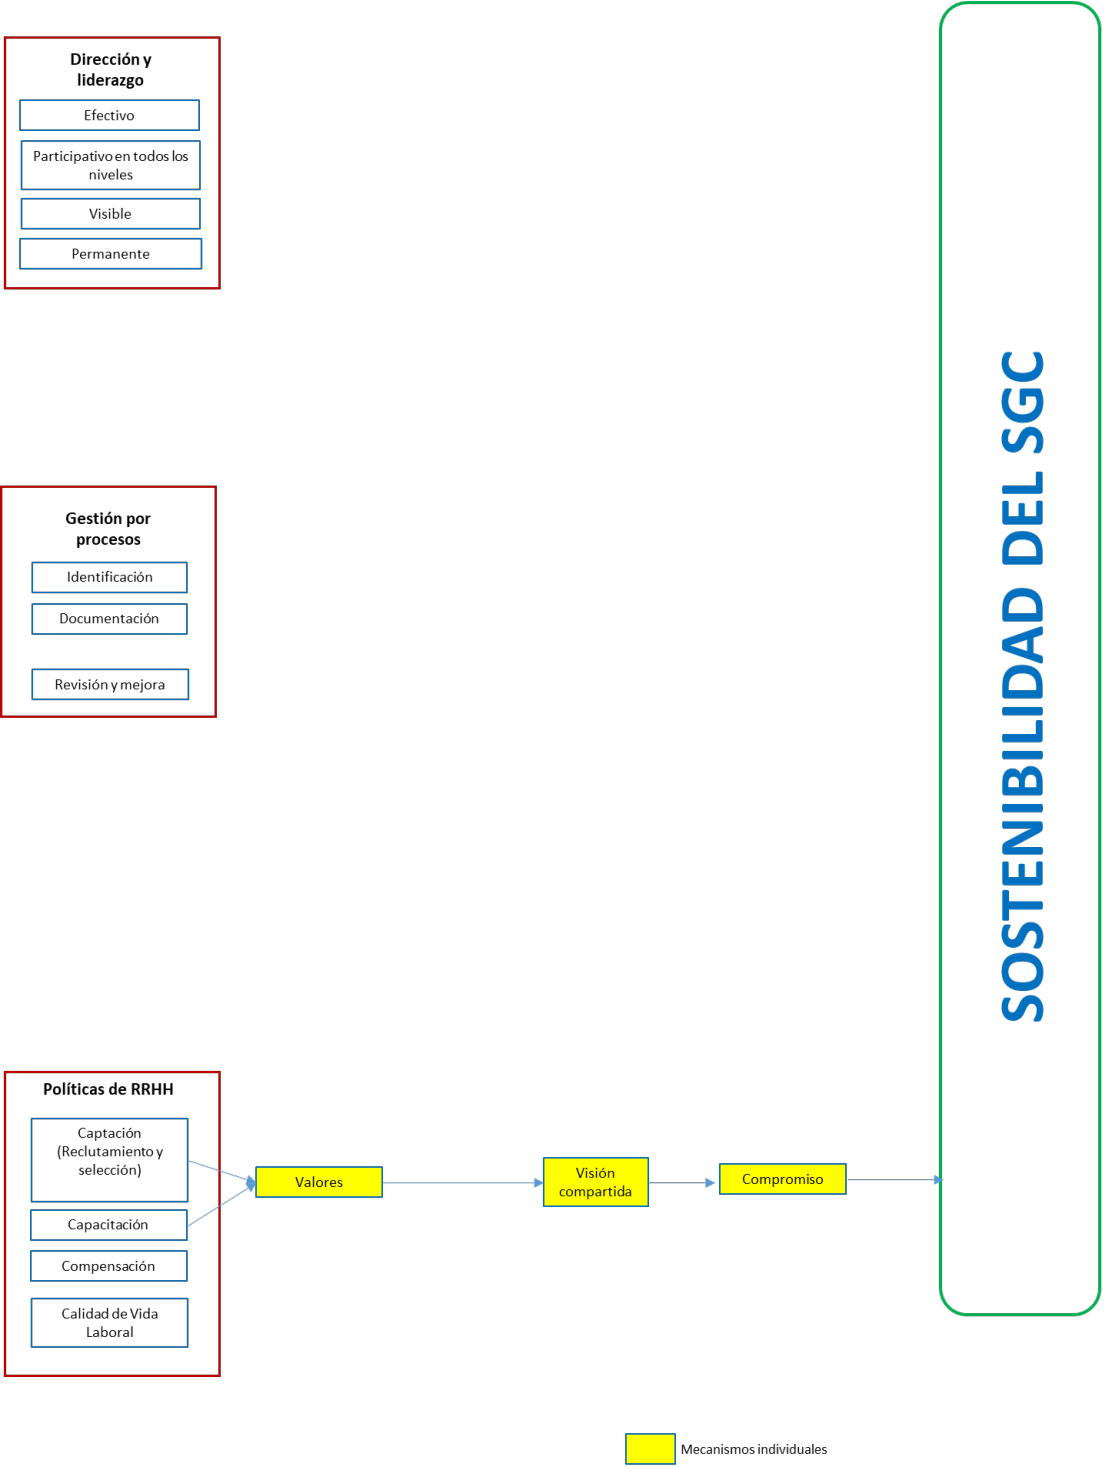 Dirección y
liderazgo
Efectivo
Participativo en todos los
niveles
Visible
Permanente
Gestión por
procesos
Identificación
Documentación
Revisión y mejora
Políticas de RRHH
Captación
(Reclutamiento y
selección)
Capacitación
Compensación
Calidad de Vida
Laboral
Valores
Visión
compartida
Compromiso
SOSTENIBILIDAD DEL SGC
Mecanismos individuales